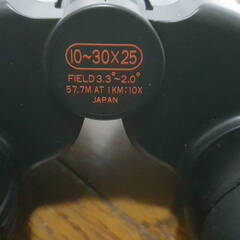 10~30X25
FIELD 3.3°~2.0°
57.7M AT 1KM:10X
JAPAN